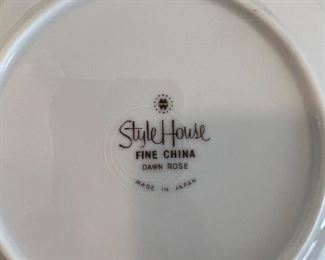 Style House
FINE CHINA
DAWN ROSE
MADE IN JAPAN